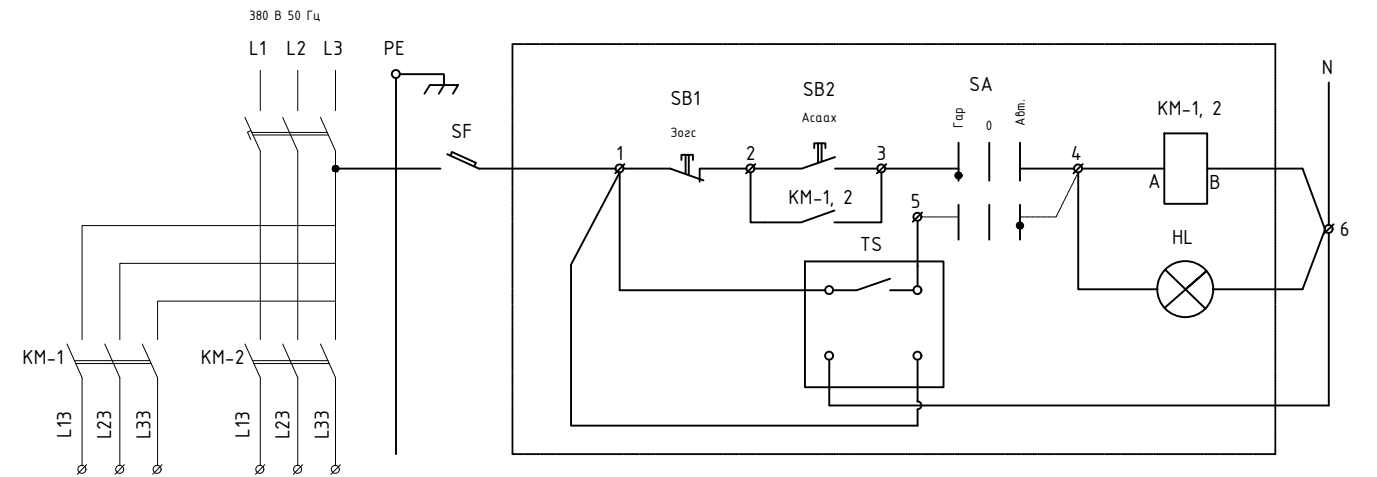 380 В 50 Гц
L1 L2 L3 PE
N
SF
SB1
Зогс
SB2
Асаах
SA
Гар
0
Авт.
KM-1, 2
1
2
3
4
A
B
KM-1, 2
5
6
TS
HL
KM-1
KM-2
L13
L23
L33
L13
L23
L33